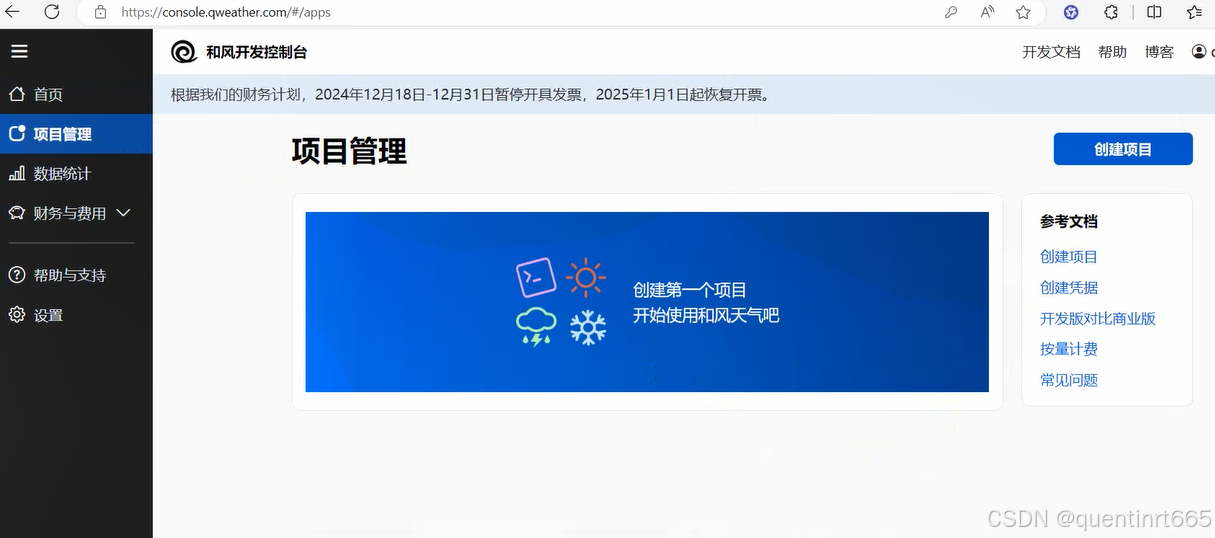 https://console.qweather.com/#/apps
和风开发控制台
开发文档 帮助 博客
根据我们的财务计划，2024年12月18日-12月31日暂停开具发票，2025年1月1日起恢复开票。
首页
项目管理
数据统计
财务与费用
帮助与支持
设置
项目管理
创建项目
创建第一个项目
开始使用和风天气吧
参考文档
创建项目
创建凭据
开发版对比商业版
按量计费
常见问题
CSDN @quentinrt665